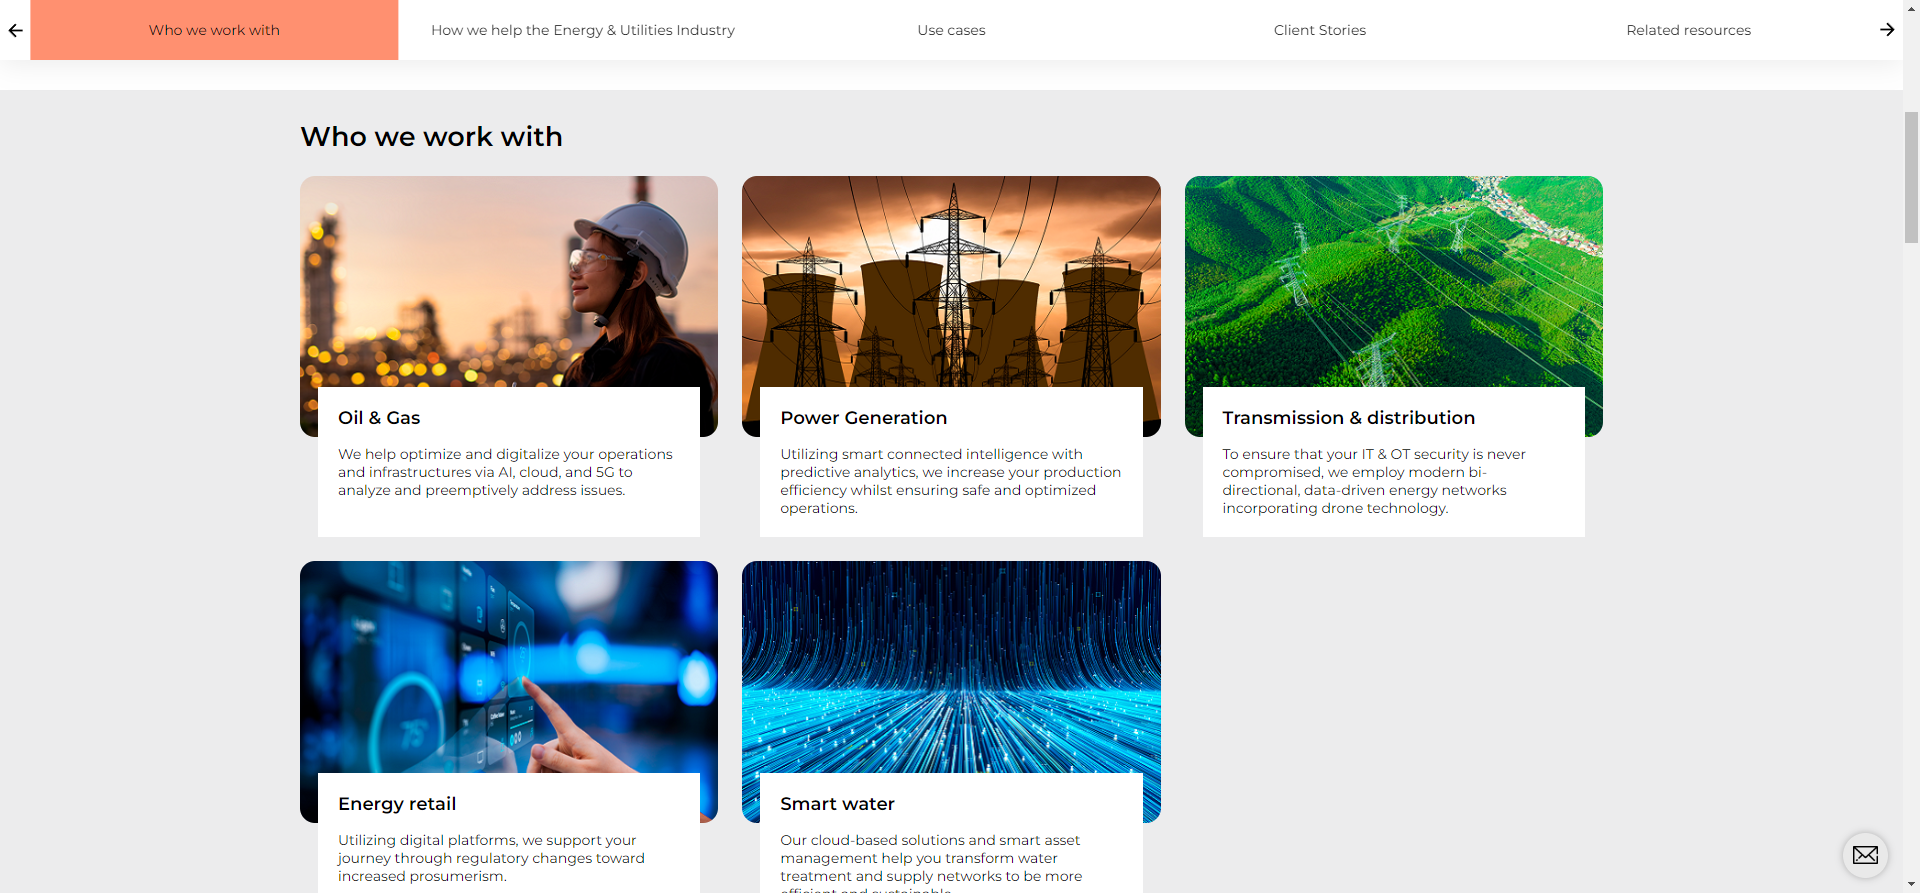 Who we work with
How we help the Energy & Utilities Industry
Use cases
Client Stories
Related resources
Who we work with
Oil & Gas
We help optimize and digitalize your operations
and infrastructures via AI, cloud, and 5G to
analyze and preemptively address issues.
Power Generation
Utilizing smart connected intelligence with
predictive analytics, we increase your production
efficiency whilst ensuring safe and optimized
operations.
Transmission & distribution
To ensure that your IT & OT security is never
compromised, we employ modern bi-
directional, data-driven energy networks
incorporating drone technology.
75°
Energy retail
Utilizing digital platforms, we support your
journey through regulatory changes toward
increased prosumerism.
Smart water
Our cloud-based solutions and smart asset
management help you transform water
treatment and supply networks to be more
efficient and sustainable.